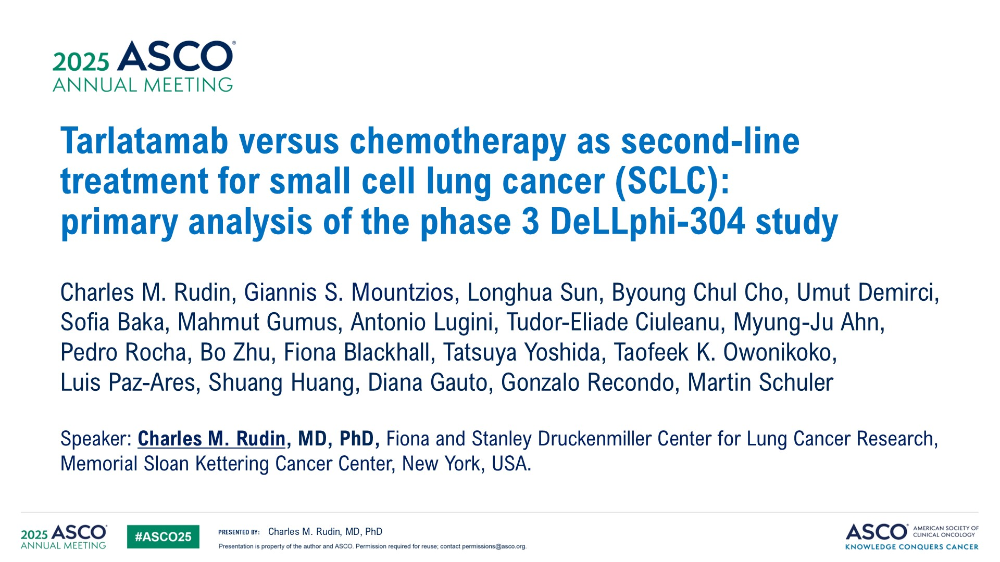 2025 ASCO®
ANNUAL MEETING
Tarlatamab versus chemotherapy as second-line
treatment for small cell lung cancer (SCLC):
primary analysis of the phase 3 DeLLphi-304 study
Charles M. Rudin, Giannis S. Mountzios, Longhua Sun, Byoung Chul Cho, Umut Demirci,
Sofia Baka, Mahmut Gumus, Antonio Lugini, Tudor-Eliade Ciuleanu, Myung-Ju Ahn,
Pedro Rocha, Bo Zhu, Fiona Blackhall, Tatsuya Yoshida, Taofeek K. Owonikoko,
Luis Paz-Ares, Shuang Huang, Diana Gauto, Gonzalo Recondo, Martin Schuler
Speaker: Charles M. Rudin, MD, PhD, Fiona and Stanley Druckenmiller Center for Lung Cancer Research,
Memorial Sloan Kettering Cancer Center, New York, USA.
2025 ASCO®
ANNUAL MEETING
#ASCO25
PRESENTED BY: Charles M. Rudin, MD, PhD
Presentation is property of the author and ASCO. Permission required for reuse; contact permissions@asco.org.
ASCO® AMERICAN SOCIETY OF
CLINICAL ONCOLOGY
KNOWLEDGE CONQUERS CANCER